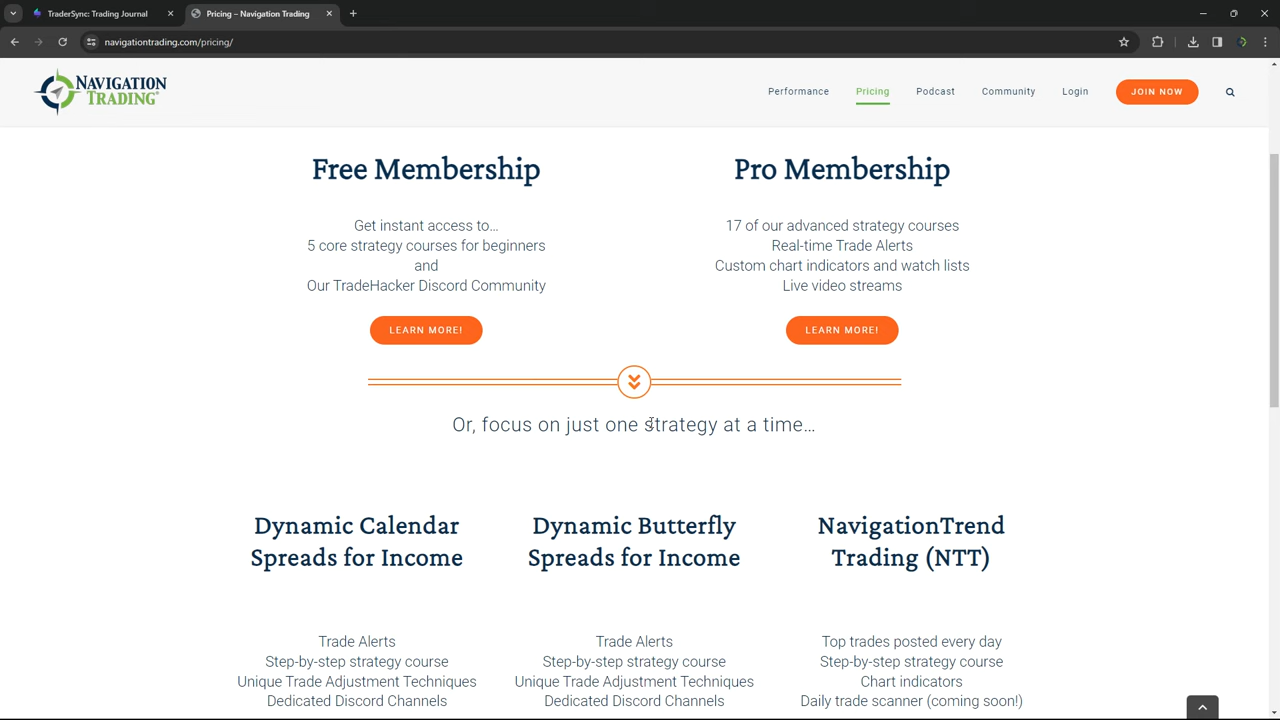 TraderSync: Trading Journal
Pricing – Navigation Trading
navigationtrading.com/pricing/
NAVIGATION
TRADING®
Performance
Pricing
Podcast
Community
Login
JOIN NOW
Free Membership
Get instant access to…
5 core strategy courses for beginners
and
Our TradeHacker Discord Community
LEARN MORE!
Pro Membership
17 of our advanced strategy courses
Real-time Trade Alerts
Custom chart indicators and watch lists
Live video streams
LEARN MORE!
Or, focus on just one strategy at a time…
Dynamic Calendar
Spreads for Income
Trade Alerts
Step-by-step strategy course
Unique Trade Adjustment Techniques
Dedicated Discord Channels
Dynamic Butterfly
Spreads for Income
Trade Alerts
Step-by-step strategy course
Unique Trade Adjustment Techniques
Dedicated Discord Channels
NavigationTrend
Trading (NTT)
Top trades posted every day
Step-by-step strategy course
Chart indicators
Daily trade scanner (coming soon!)